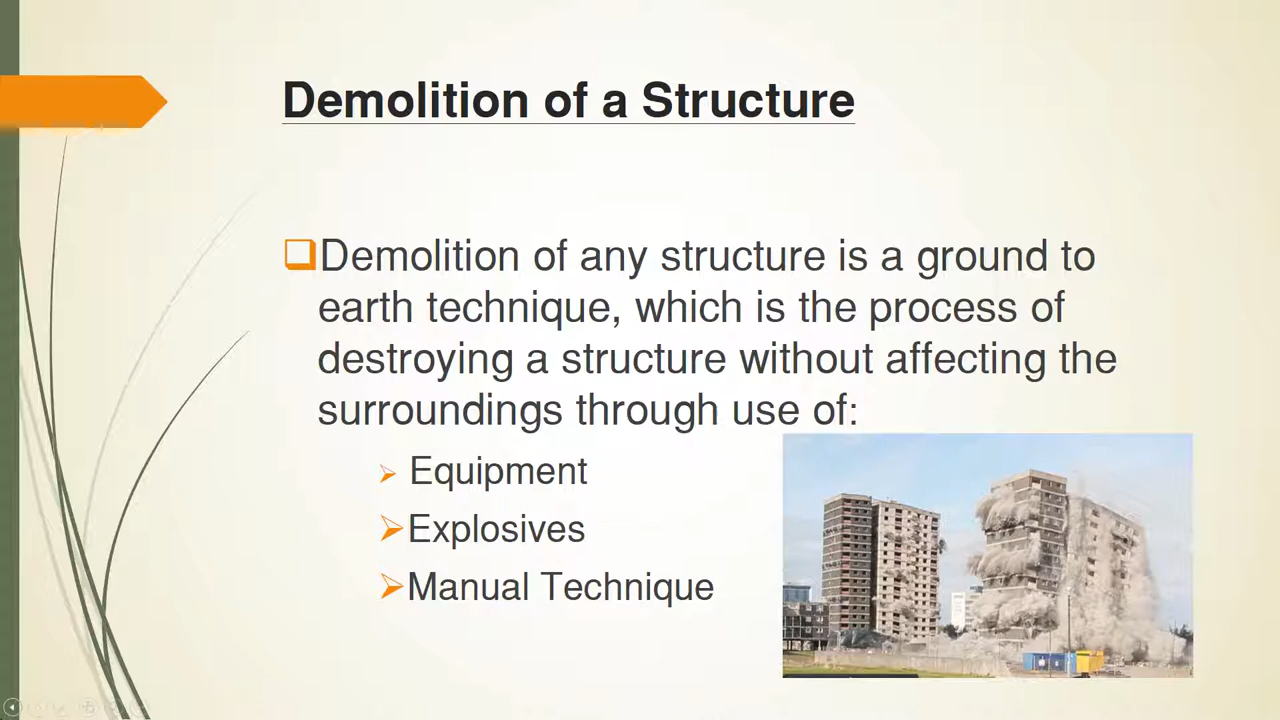 Demolition of a Structure
Demolition of any structure is a ground to
earth technique, which is the process of
destroying a structure without affecting the
surroundings through use of:
Equipment
Explosives
Manual Technique